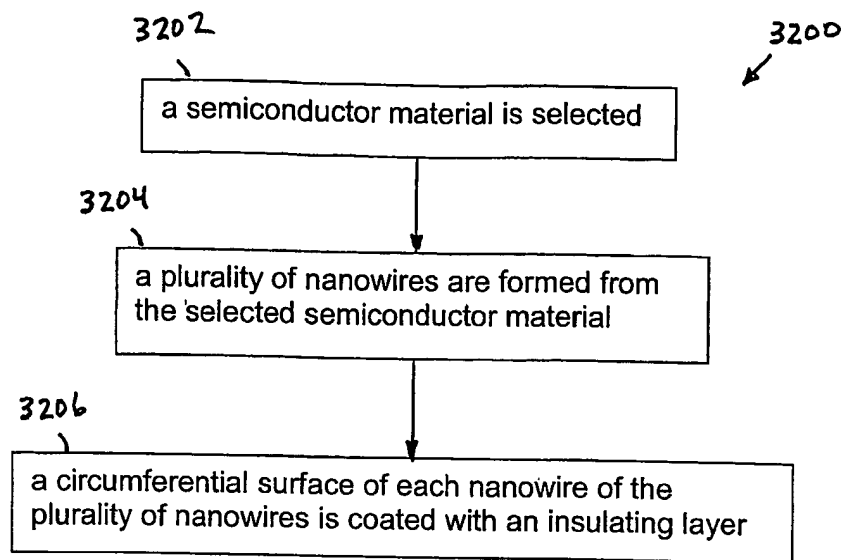 3202
3200
a semiconductor material is selected
3204
a plurality of nanowires are formed from
the selected semiconductor material
3206
a circumferential surface of each nanowire of the
plurality of nanowires is coated with an insulating layer